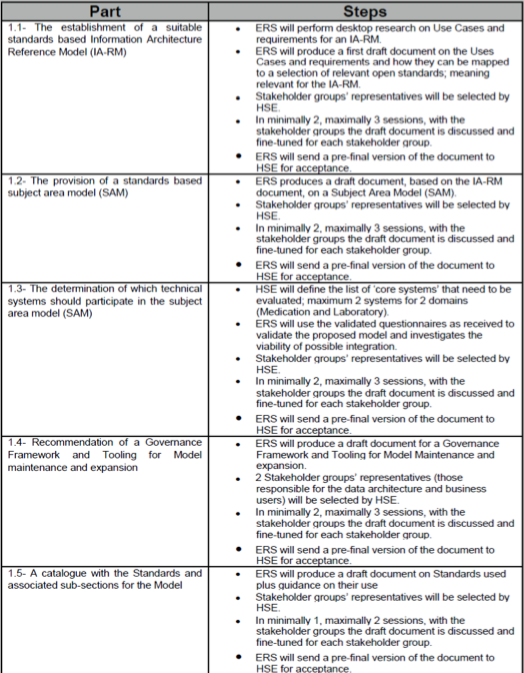 Part
Steps
1.1- The establishment of a suitable
standards based Information Architecture
Reference Model (IA-RM)
• ERS will perform desktop research on Use Cases and
requirements for an IA-RM.
• ERS will produce a first draft document on the Uses
Cases and requirements and how they can be mapped
to a selection of relevant open standards; meaning
relevant for the IA-RM.
• Stakeholder groups' representatives will be selected by
HSE.
• In minimally 2, maximally 3 sessions, with the
stakeholder groups the draft document is discussed and
fine-tuned for each stakeholder group.
• ERS will send a pre-final version of the document to
HSE for acceptance.
1.2- The provision of a standards based
subject area model (SAM)
• ERS produces a draft document, based on the IA-RM
document, on a Subject Area Model (SAM).
• Stakeholder groups' representatives will be selected by
HSE.
• In minimally 2, maximally 3 sessions, with the
stakeholder groups the draft document is discussed and
fine-tuned for each stakeholder group.
• ERS will send a pre-final version of the document to
HSE for acceptance.
1.3- The determination of which technical
systems should participate in the subject
area model (SAM)
• HSE will define the list of 'core systems' that need to be
evaluated; maximum 2 systems for 2 domains
(Medication and Laboratory).
• ERS will use the validated questionnaires as received to
validate the proposed model and investigates the
viability of possible integration.
• Stakeholder groups' representatives will be selected by
HSE.
• In minimally 2, maximally 3 sessions, with the
stakeholder groups the draft document is discussed and
fine-tuned for each stakeholder group.
• ERS will send a pre-final version of the document to
HSE for acceptance.
1.4- Recommendation of a Governance
Framework and Tooling for Model
maintenance and expansion
• ERS will produce a draft document for a Governance
Framework and Tooling for Model Maintenance and
expansion.
• 2 Stakeholder groups' representatives (those
responsible for the data architecture and business
users) will be selected by HSE.
• In minimally 2, maximally 3 sessions, with the
stakeholder groups the draft document is discussed and
fine-tuned for each stakeholder group.
• ERS will send a pre-final version of the document to
HSE for acceptance.
1.5- A catalogue with the Standards and
associated sub-sections for the Model
• ERS will produce a draft document on Standards used
plus guidance on their use
• Stakeholder groups' representatives will be selected by
HSE.
• In minimally 1, maximally 2 sessions, with the
stakeholder groups the draft document is discussed and
fine-tuned for each stakeholder group.
• ERS will send a pre-final version of the document to
HSE for acceptance.